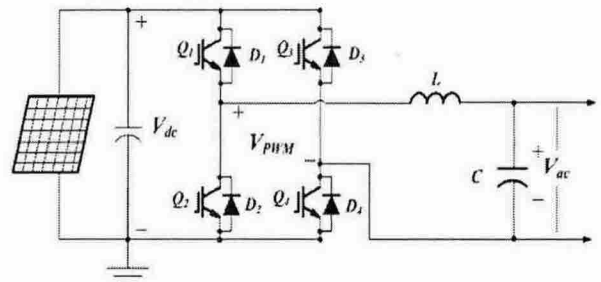 +
Q1
D1
Q3
D3
L
+
Vdc
VPWM
−
C
+
Vac
−
Q2
D2
Q4
D4
−